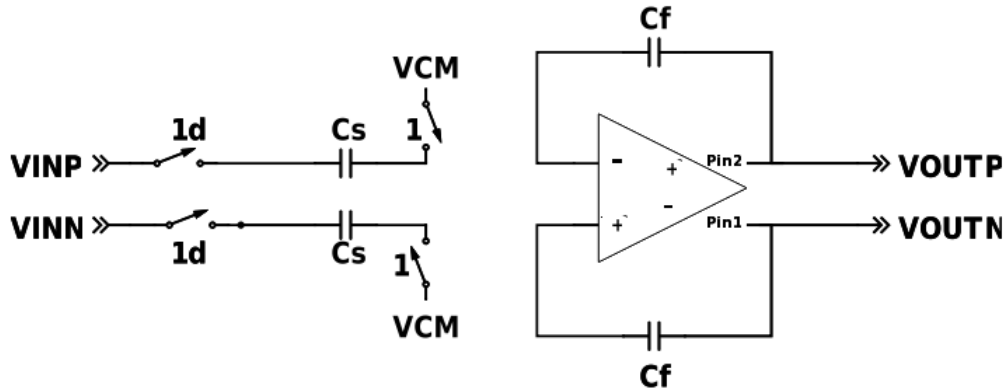 Cf
VCM
1d
Cs
1
VINP
-
+
Pin2
VOUTP
VINN
+
-
Pin1
VOUTN
1d
Cs
1
VCM
Cf